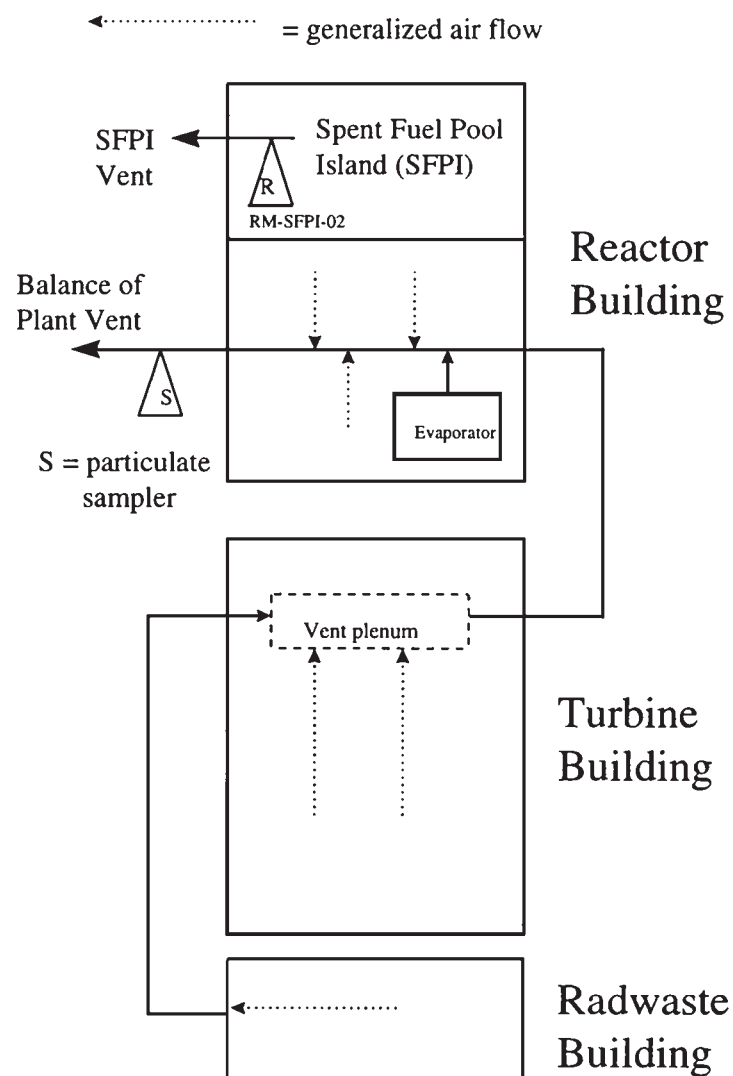 = generalized air flow
SFPI
Vent
Spent Fuel Pool
Island (SFPI)
R
RM-SFPI-02
Reactor
Building
Balance of
Plant Vent
S
Evaporator
S = particulate
sampler
Vent plenum
Turbine
Building
Radwaste
Building